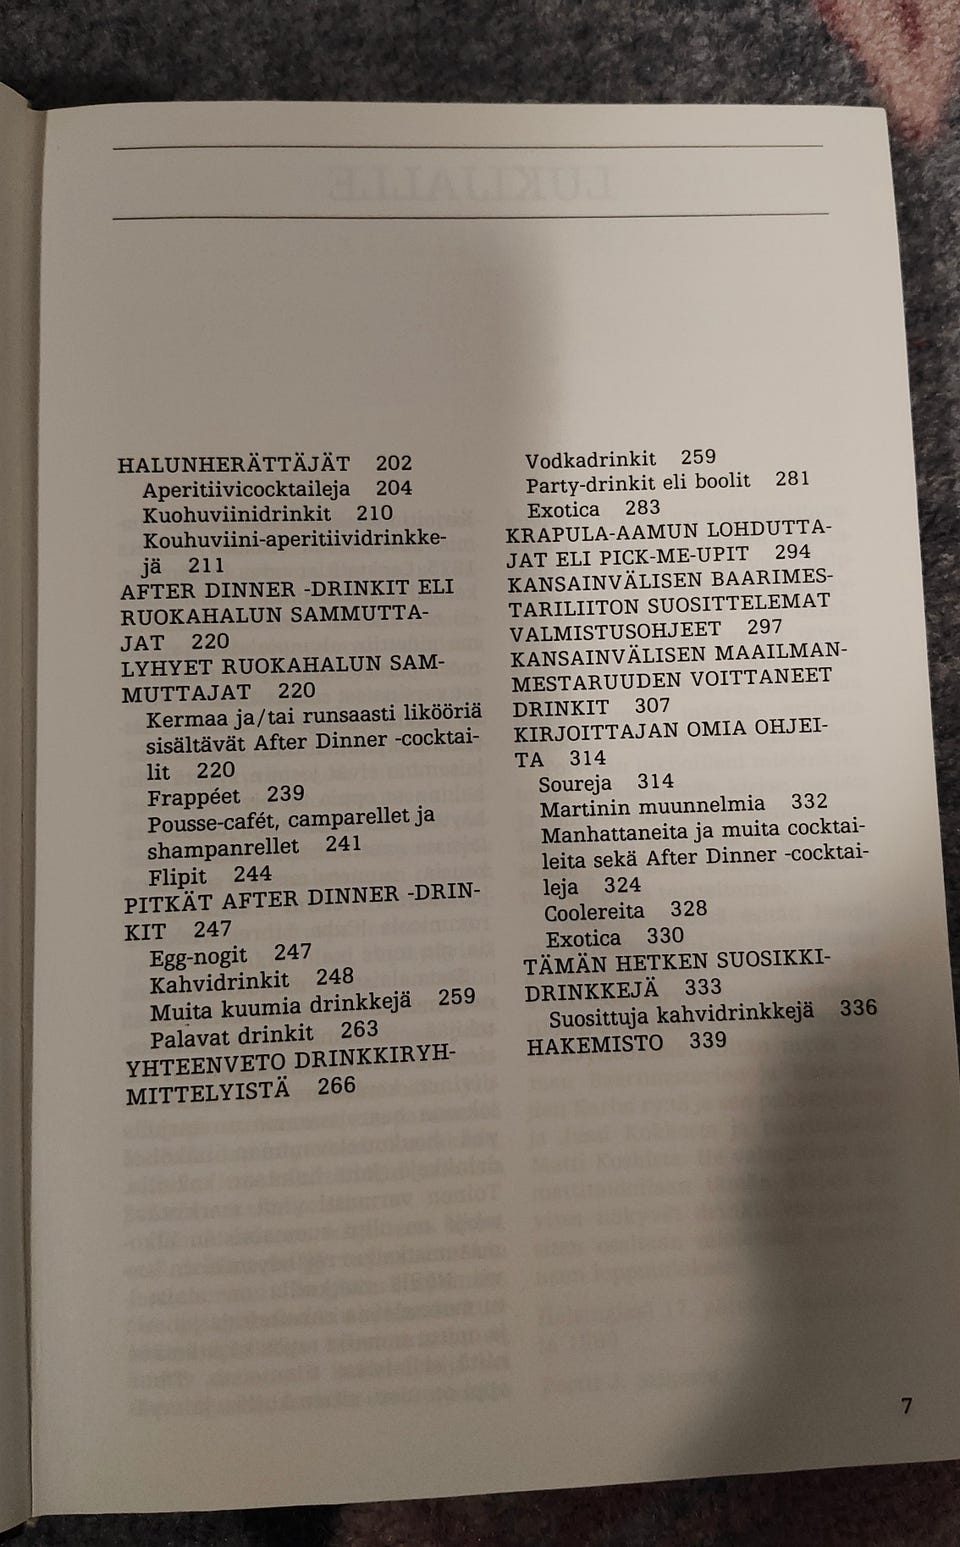 HALUNHERÄTTÄJÄT 202
Aperitiivicocktaileja 204
Kuohuviinidrinkit 210
Kouhuviini-aperitiividrinkke-
jä 211
AFTER DINNER -DRINKIT ELI
RUOKAHALUN SAMMUTTA-
JAT 220
LYHYET RUOKAHALUN SAM-
MUTTAJAT 220
Kermaa ja/tai runsaasti likööriä
sisältävät After Dinner -cocktai-
lit 220
Frappéet 239
Pousse-cafét, camparellet ja
shampanrellet 241
Flipit 244
PITKÄT AFTER DINNER -DRIN-
KIT 247
Egg-nogit 247
Kahvidrinkit 248
Muita kuumia drinkkejä 259
Palavat drinkit 263
YHTEENVETO DRINKKIRYH-
MITTELYISTÄ 266
Vodkadrinkit 259
Party-drinkit eli boolit 281
Exotica 283
KRAPULA-AAMUN LOHDUTTA-
JAT ELI PICK-ME-UPIT 294
KANSAINVÄLISEN BAARIMES-
TARILIITON SUOSITTELEMAT
VALMISTUSOHJEET 297
KANSAINVÄLISEN MAAILMAN-
MESTARUUDEN VOITTANEET
DRINKIT 307
KIRJOITTAJAN OMIA OHJEI-
TA 314
Soureja 314
Martinin muunnelmia 332
Manhattaneita ja muita cocktai-
leita sekä After Dinner -cocktai-
leja 324
Coolereita 328
Exotica 330
TÄMÄN HETKEN SUOSIKKI-
DRINKKEJÄ 333
Suosittuja kahvidrinkkejä 336
HAKEMISTO 339
7